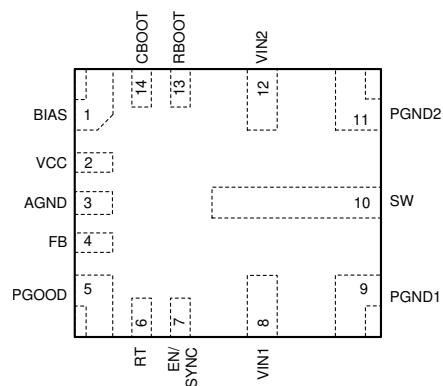 CBOOT
RBOOT
VIN2
14
13
12
BIAS
1
11
PGND2
VCC
2
AGND
3
10
SW
FB
4
PGOOD
5
9
PGND1
6
7
8
RT
EN/
SYNC
VIN1